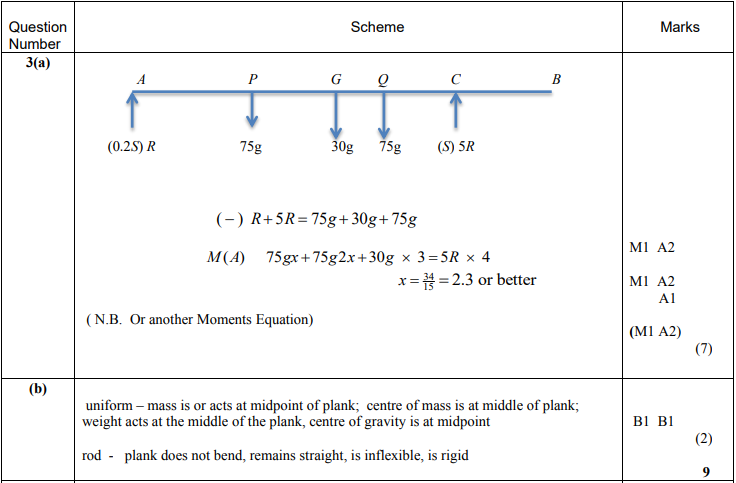 Question Number Scheme Marks
3(a)
A P G Q C B
(0.2S) R 75g 30g 75g (S) 5R
(−) R+5R=75g+30g+75g
M1 A2
M(A) 75gx+75g2x+30g × 3=5R × 4
M1 A2
x = 34/15 = 2.3 or better
A1
( N.B. Or another Moments Equation)
(M1 A2)
(7)
(b)
uniform – mass is or acts at midpoint of plank; centre of mass is at middle of plank;
weight acts at the middle of the plank, centre of gravity is at midpoint
B1 B1
(2)
rod - plank does not bend, remains straight, is inflexible, is rigid
9